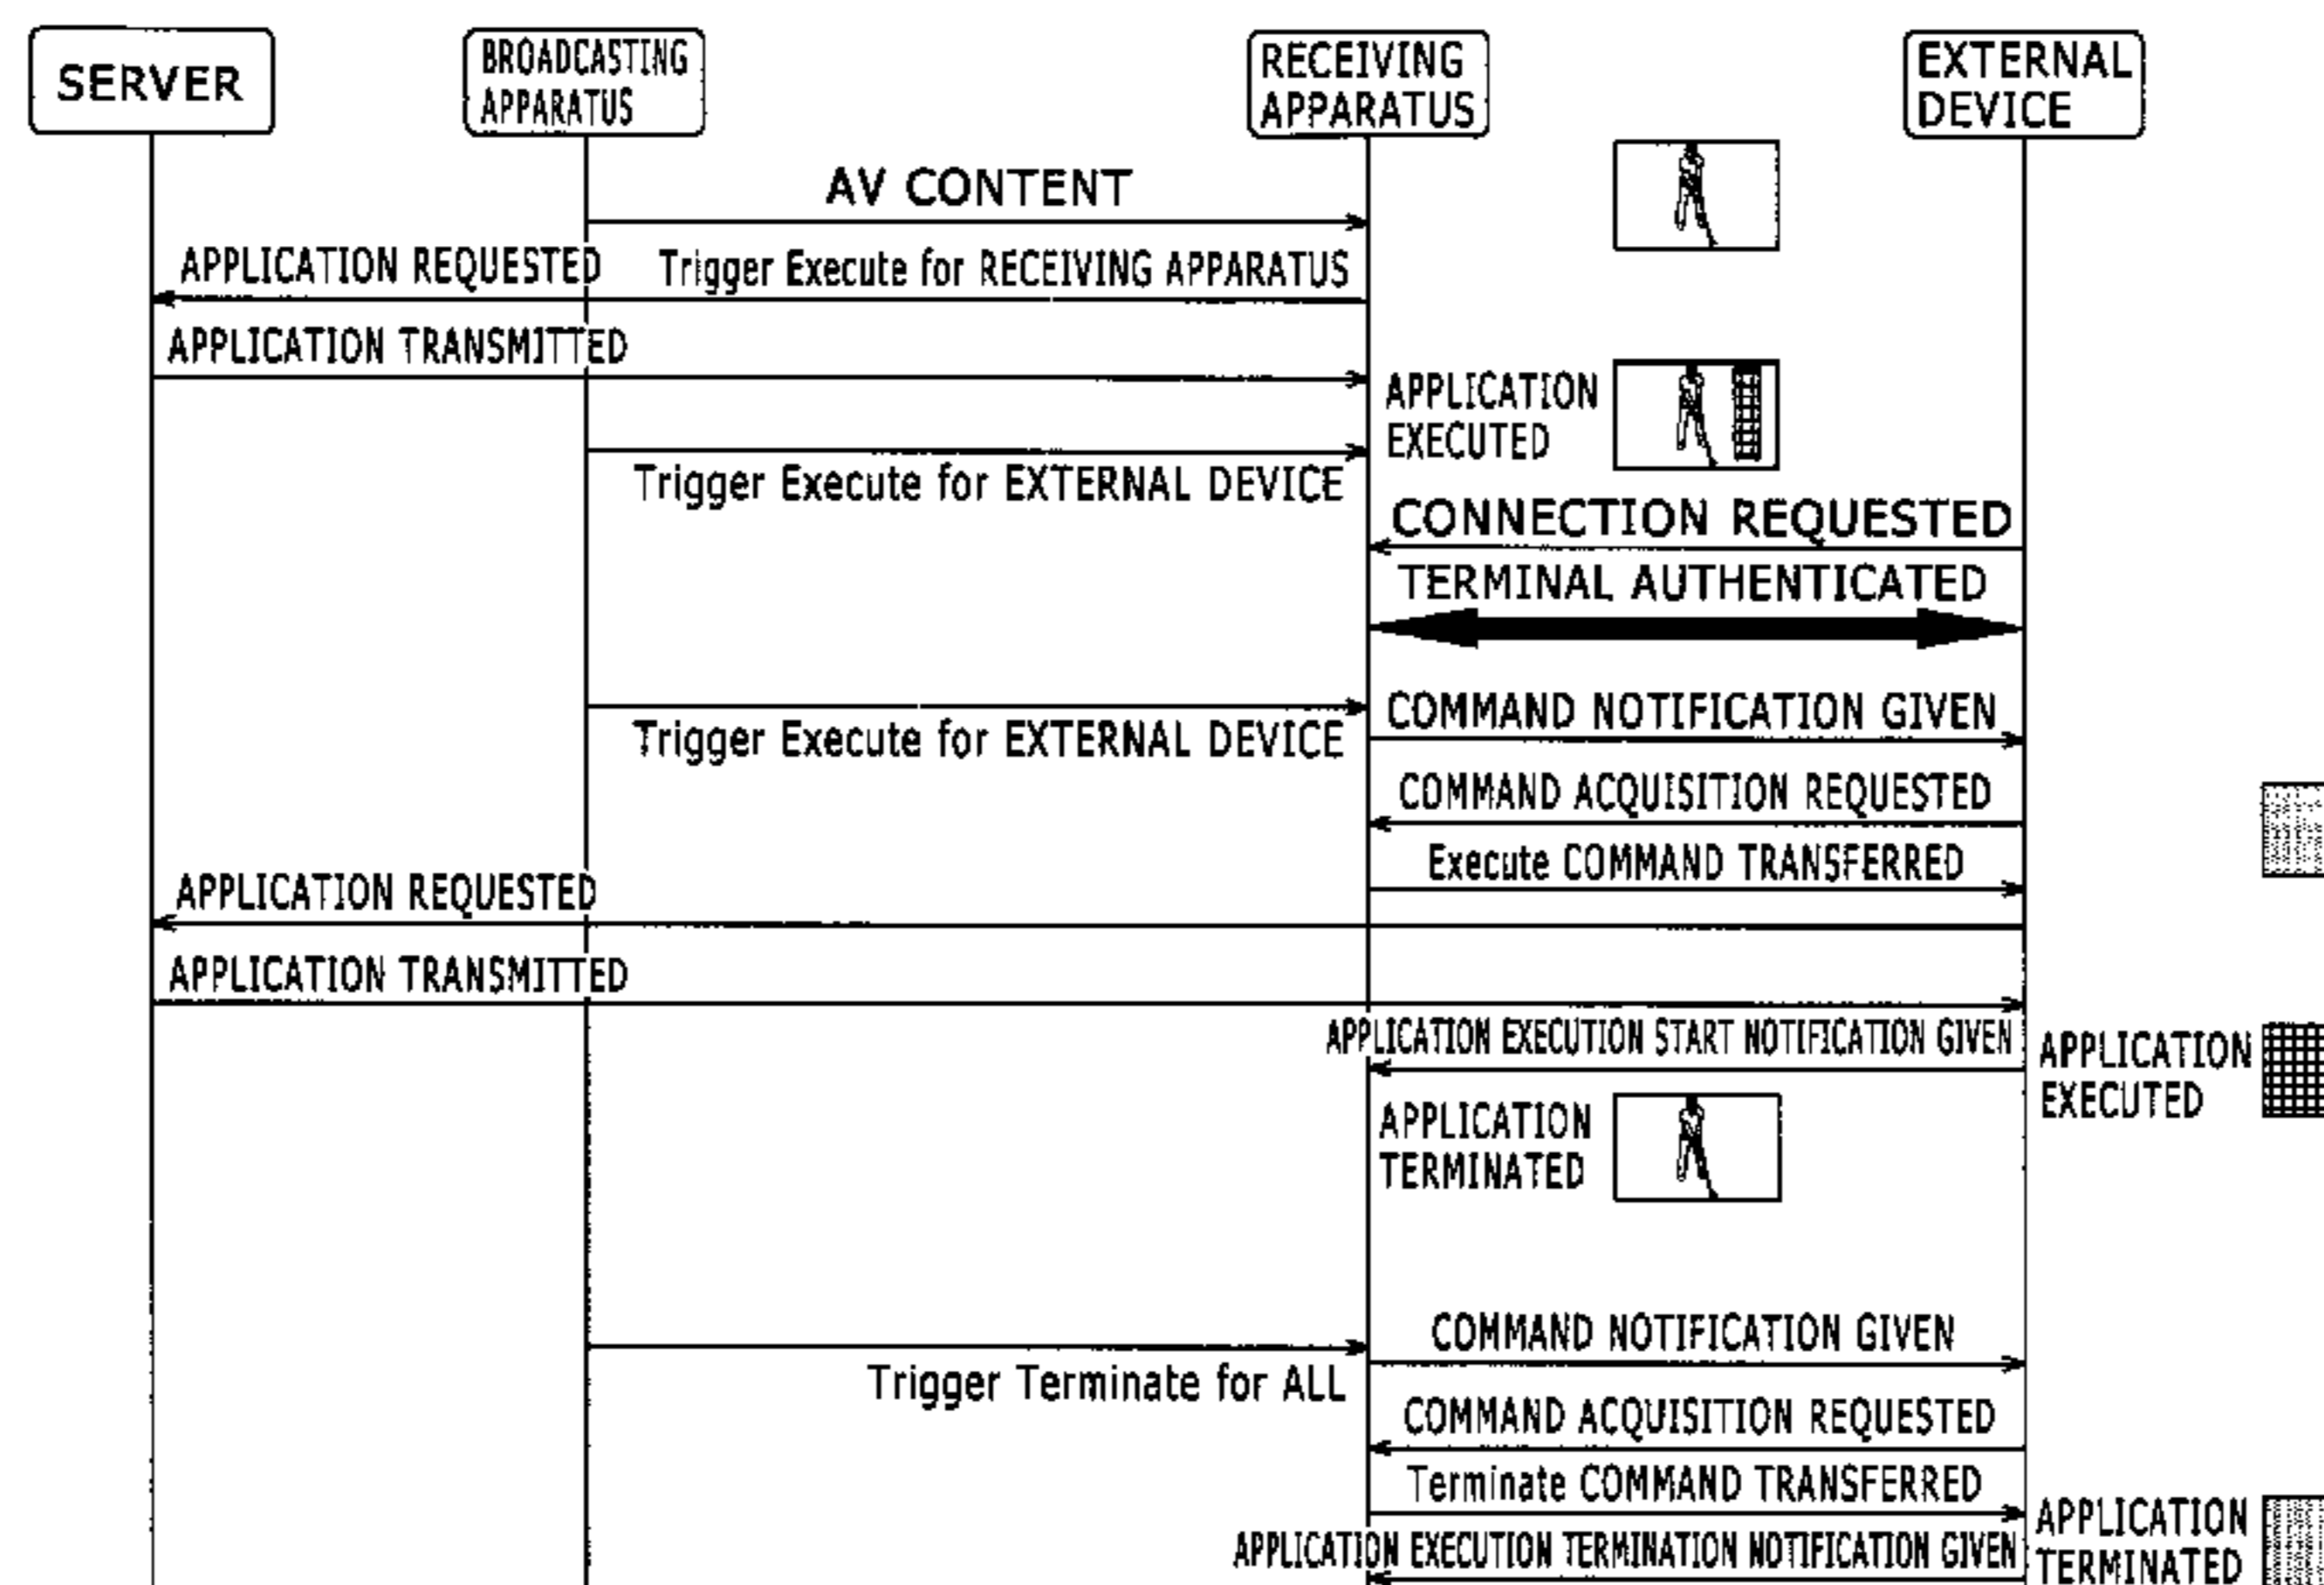 SERVER
BROADCASTING
APPARATUS
RECEIVING
APPARATUS
EXTERNAL
DEVICE
AV CONTENT
APPLICATION REQUESTED
Trigger Execute for RECEIVING APPARATUS
APPLICATION TRANSMITTED
APPLICATION
EXECUTED
Trigger Execute for EXTERNAL DEVICE
CONNECTION REQUESTED
TERMINAL AUTHENTICATED
COMMAND NOTIFICATION GIVEN
Trigger Execute for EXTERNAL DEVICE
COMMAND ACQUISITION REQUESTED
Execute COMMAND TRANSFERRED
APPLICATION REQUESTED
APPLICATION TRANSMITTED
APPLICATION EXECUTION START NOTIFICATION GIVEN
APPLICATION
EXECUTED
APPLICATION
TERMINATED
COMMAND NOTIFICATION GIVEN
Trigger Terminate for ALL
COMMAND ACQUISITION REQUESTED
Terminate COMMAND TRANSFERRED
APPLICATION EXECUTION TERMINATION NOTIFICATION GIVEN
APPLICATION
TERMINATED